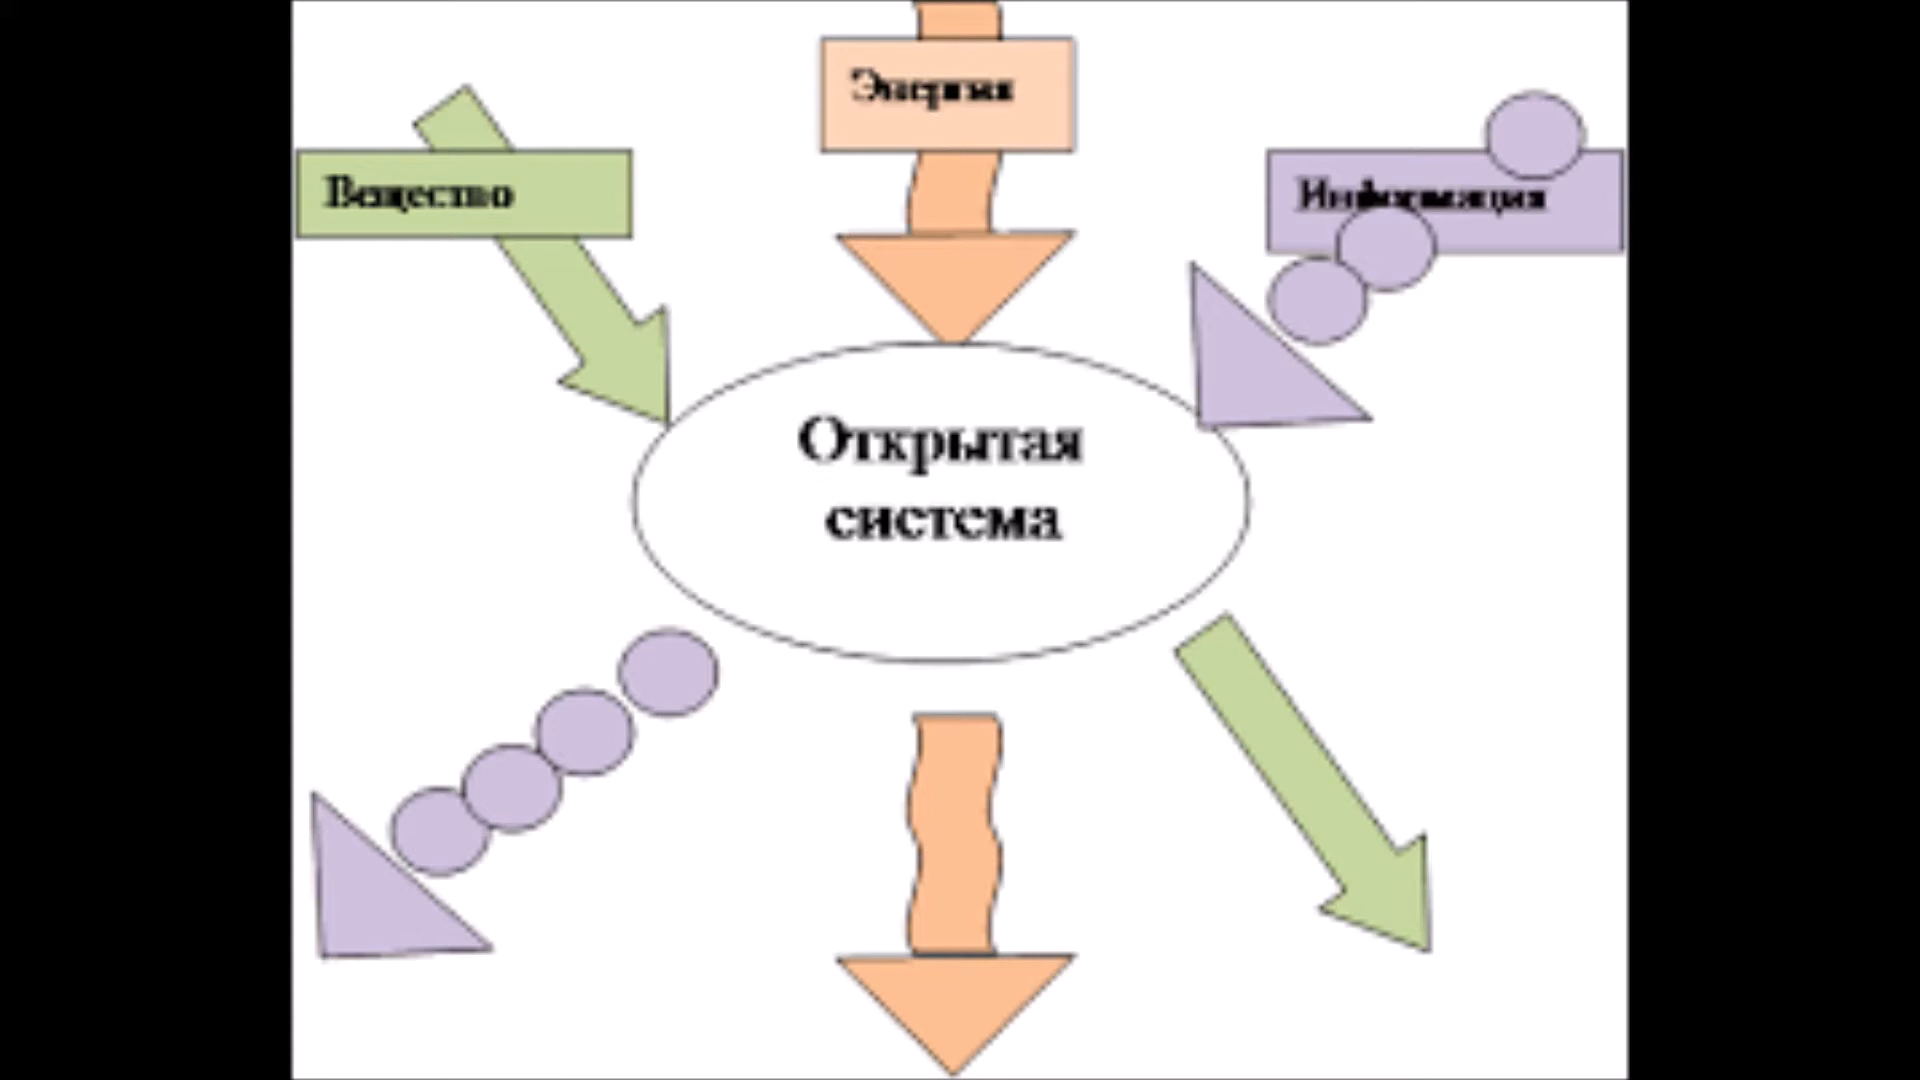 Энергия
Вещество
Информация
Открытая
система